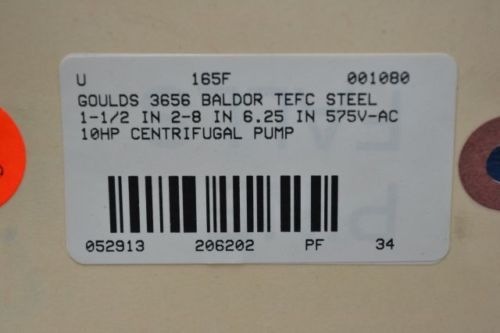 U 165F 001080
GOULDS 3656 BALDOR TEFC STEEL
1-1/2 IN 2-8 IN 6.25 IN 575V-AC
10HP CENTRIFUGAL PUMP
052913 206202 PF 34